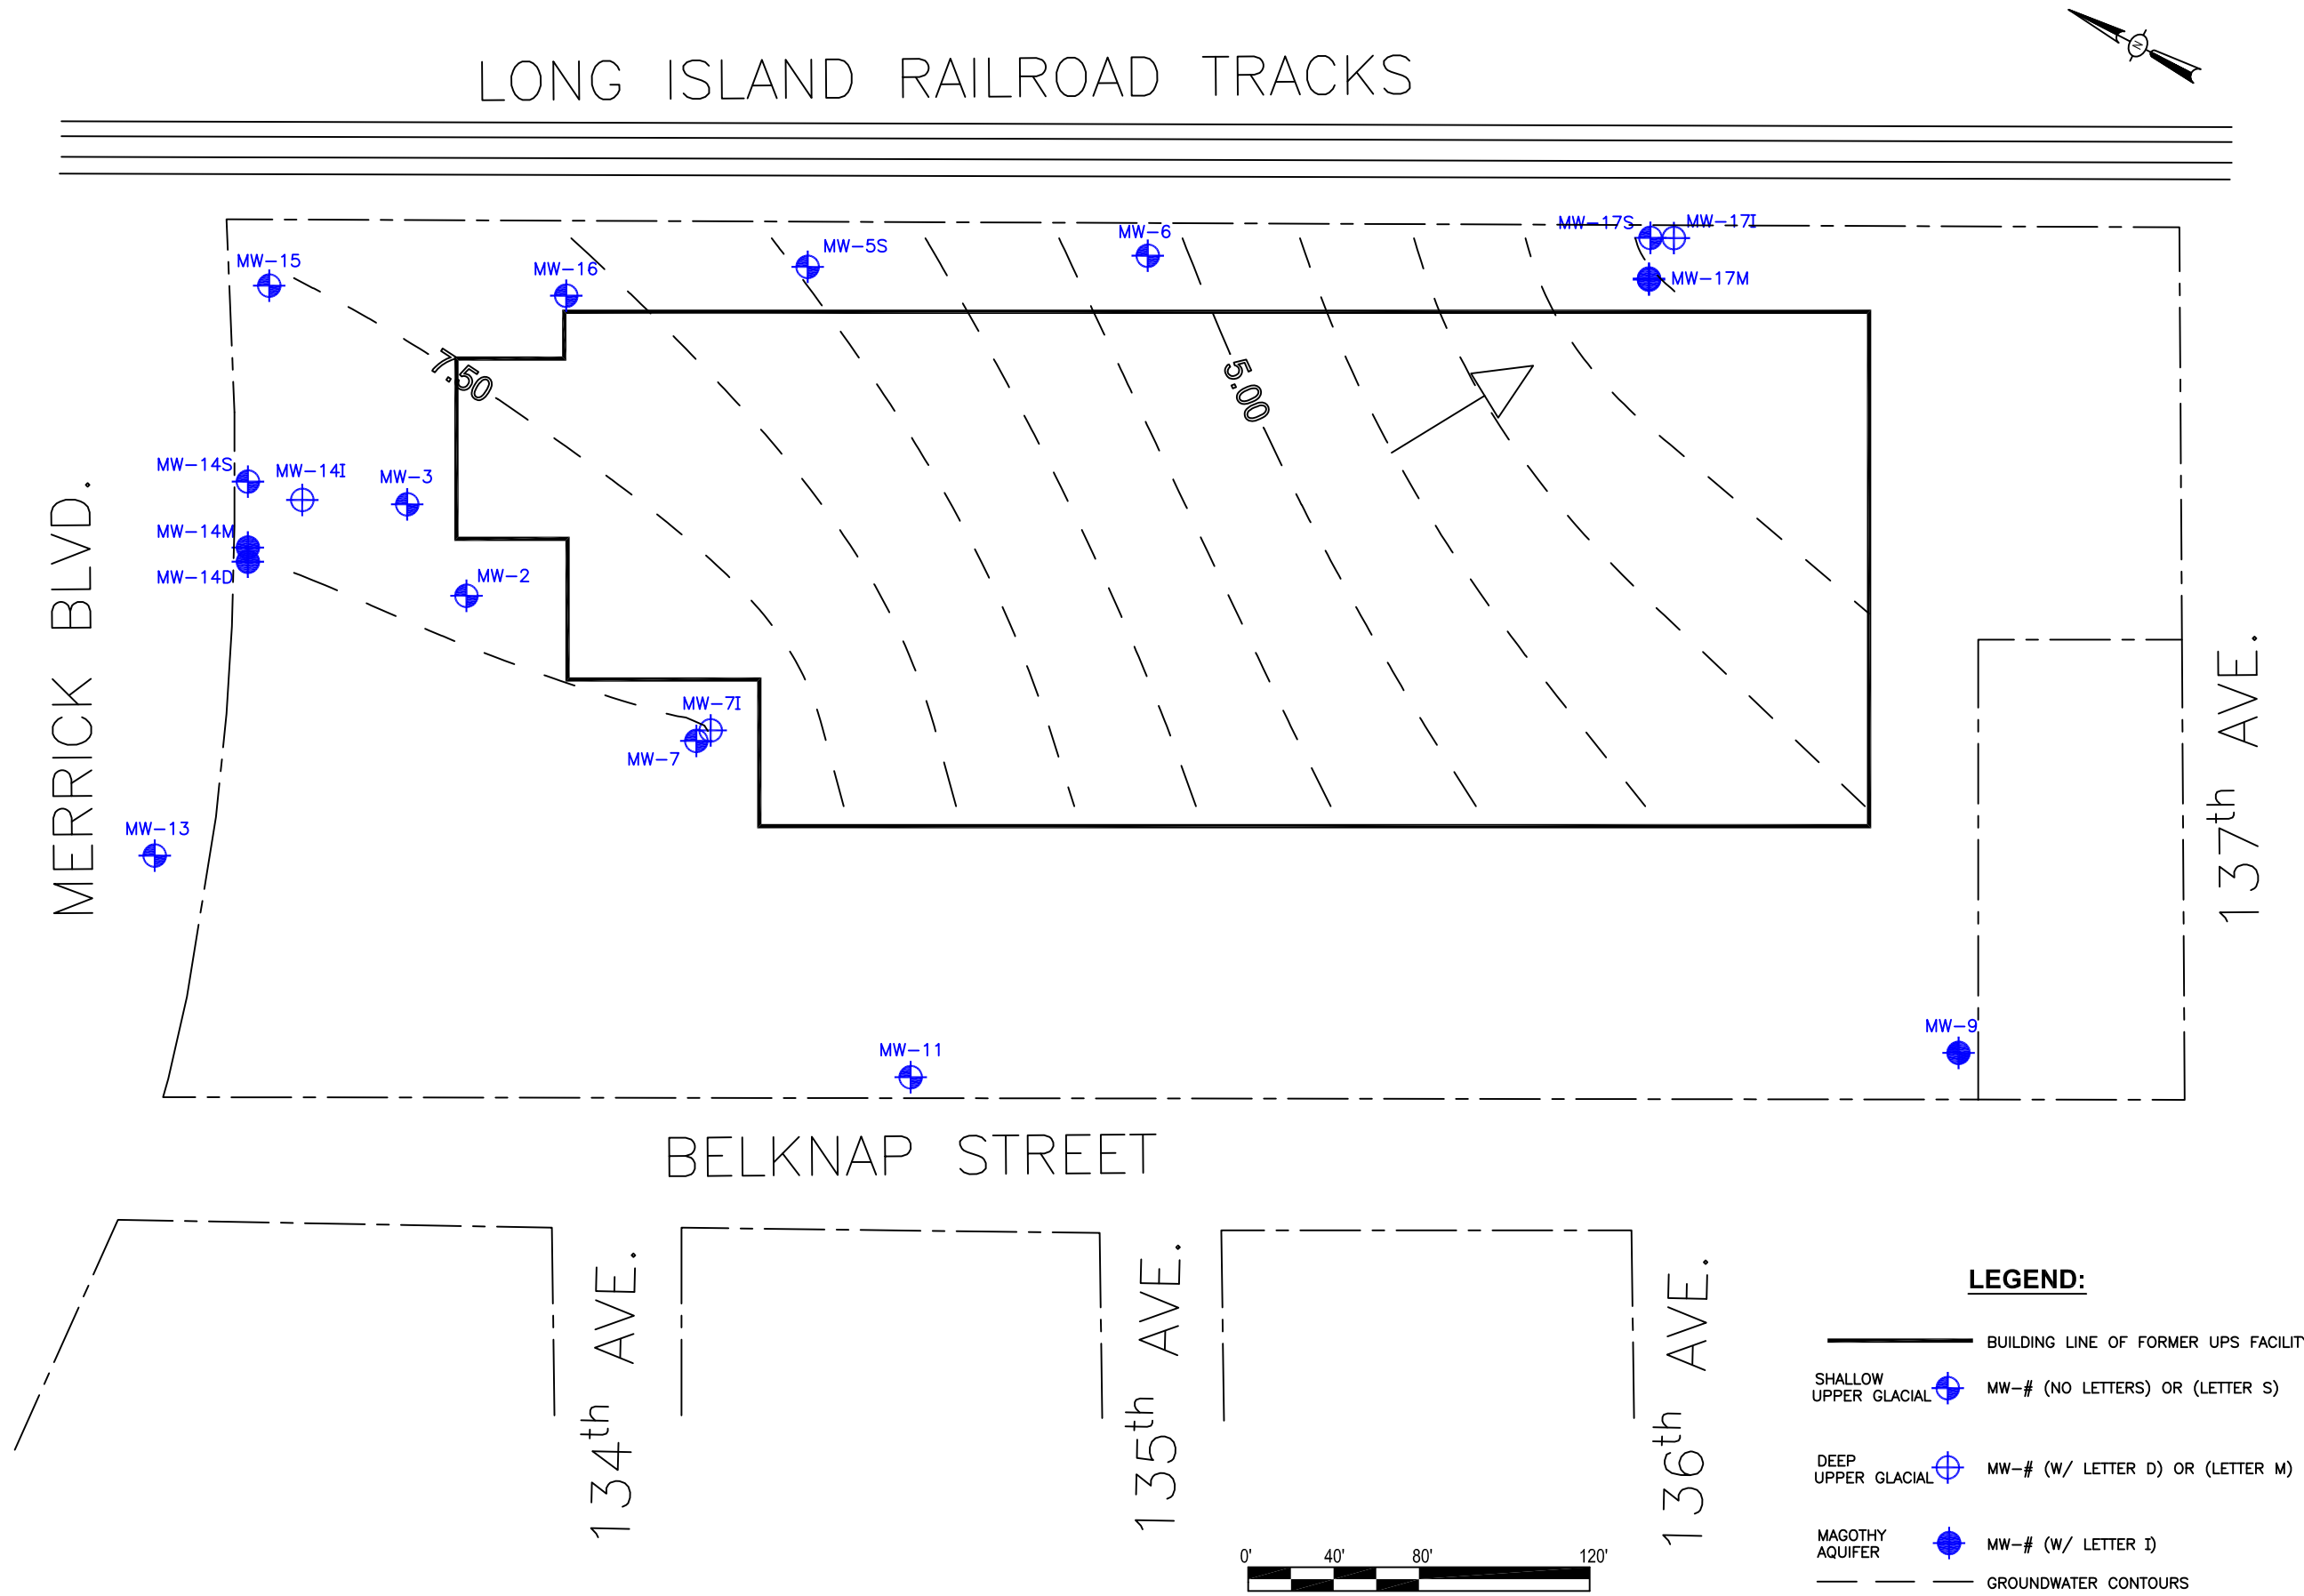 N
LONG ISLAND RAILROAD TRACKS
MW-17S
MW-17I
MW-6
MW-5S
MW-15
MW-16
MW-17M
7.50
5.00
MW-14S
MW-14I
MW-3
MW-14M
MW-14D
MW-2
MERRICK BLVD.
MW-7I
MW-7
137th AVE.
MW-13
MW-9
MW-11
BELKNAP STREET
134th AVE.
135th AVE.
136th AVE.
LEGEND:
BUILDING LINE OF FORMER UPS FACILIT
SHALLOW
UPPER GLACIAL
MW-# (NO LETTERS) OR (LETTER S)
DEEP
UPPER GLACIAL
MW-# (W/ LETTER D) OR (LETTER M)
MAGOTHY
AQUIFER
MW-# (W/ LETTER I)
GROUNDWATER CONTOURS
0' 40' 80' 120'